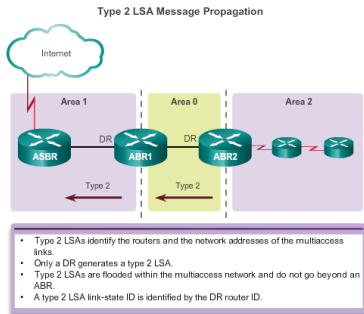 Type 2 LSA Message Propagation
Internet
Area 1
Area 0
Area 2
DR
DR
ASBR
ABR1
ABR2
Type 2
Type 2
• Type 2 LSAs identify the routers and the network addresses of the multiaccess
links.
• Only a DR generates a type 2 LSA.
• Type 2 LSAs are flooded within the multiaccess network and do not go beyond an
ABR.
• A type 2 LSA link-state ID is identified by the DR router ID.